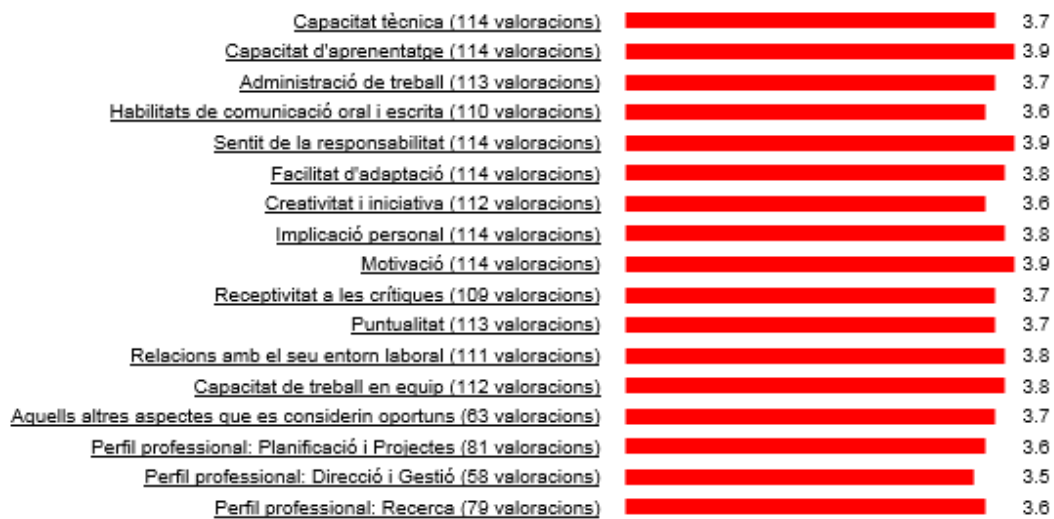 Capacitat tècnica (114 valoracions) 3.7
Capacitat d'aprenentatge (114 valoracions) 3.9
Administració de treball (113 valoracions) 3.7
Habilitats de comunicació oral i escrita (110 valoracions) 3.6
Sentit de la responsabilitat (114 valoracions) 3.9
Facilitat d'adaptació (114 valoracions) 3.8
Creativitat i iniciativa (112 valoracions) 3.6
Implicació personal (114 valoracions) 3.8
Motivació (114 valoracions) 3.9
Receptivitat a les crítiques (109 valoracions) 3.7
Puntualitat (113 valoracions) 3.7
Relacions amb el seu entorn laboral (111 valoracions) 3.8
Capacitat de treball en equip (112 valoracions) 3.8
Aquells altres aspectes que es considerin oportuns (63 valoracions) 3.7
Perfil professional: Planificació i Projectes (81 valoracions) 3.6
Perfil professional: Direcció i Gestió (58 valoracions) 3.5
Perfil professional: Recerca (79 valoracions) 3.6